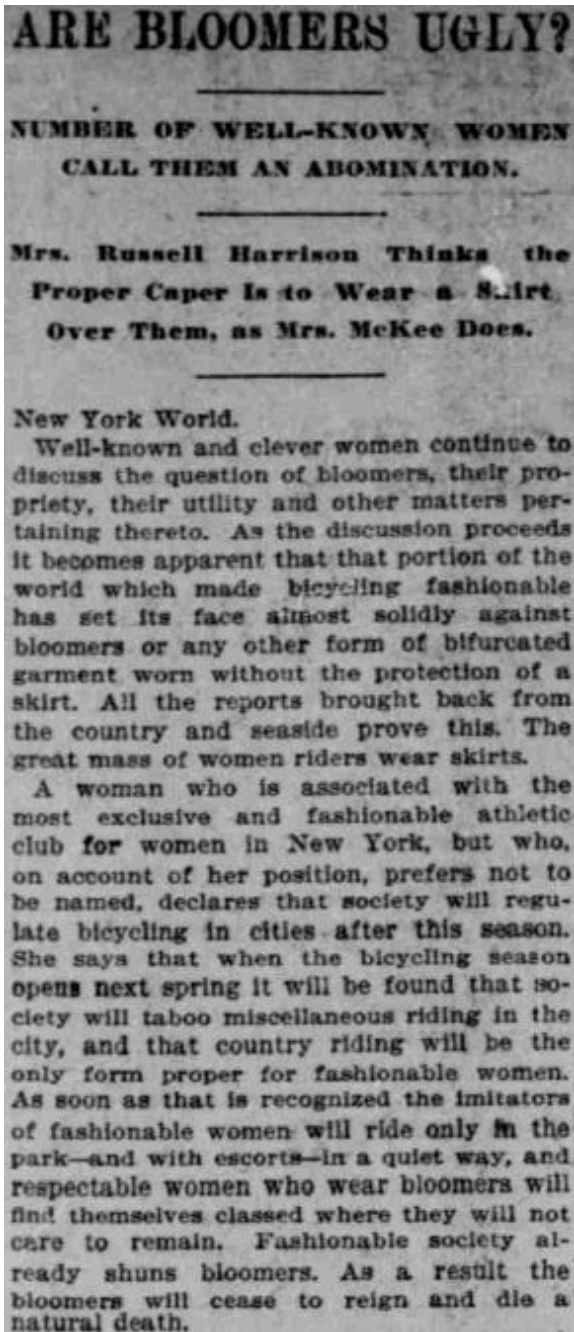 ARE BLOOMERS UGLY?
NUMBER OF WELL-KNOWN WOMEN
CALL THEM AN ABOMINATION.
Mrs. Russell Harrison Thinks the
Proper Caper Is to Wear a Skirt
Over Them, as Mrs. McKee Does.
New York World.
Well-known and clever women continue to
discuss the question of bloomers, their pro-
priety, their utility and other matters per-
taining thereto. As the discussion proceeds
it becomes apparent that that portion of the
world which made bicycling fashionable
has set its face almost solidly against
bloomers or any other form of bifurcated
garment worn without the protection of a
skirt. All the reports brought back from
the country and seaside prove this. The
great mass of women riders wear skirts.
A woman who is associated with the
most exclusive and fashionable athletic
club for women in New York, but who,
on account of her position, prefers not to
be named, declares that society will regu-
late bicycling in cities after this season.
She says that when the bicycling season
opens next spring it will be found that so-
ciety will taboo miscellaneous riding in the
city, and that country riding will be the
only form proper for fashionable women.
As soon as that is recognized the imitators
of fashionable women will ride only in the
park—and with escorts—in a quiet way, and
respectable women who wear bloomers will
find themselves classed where they will not
care to remain. Fashionable society al-
ready shuns bloomers. As a result the
bloomers will cease to reign and die a
natural death.